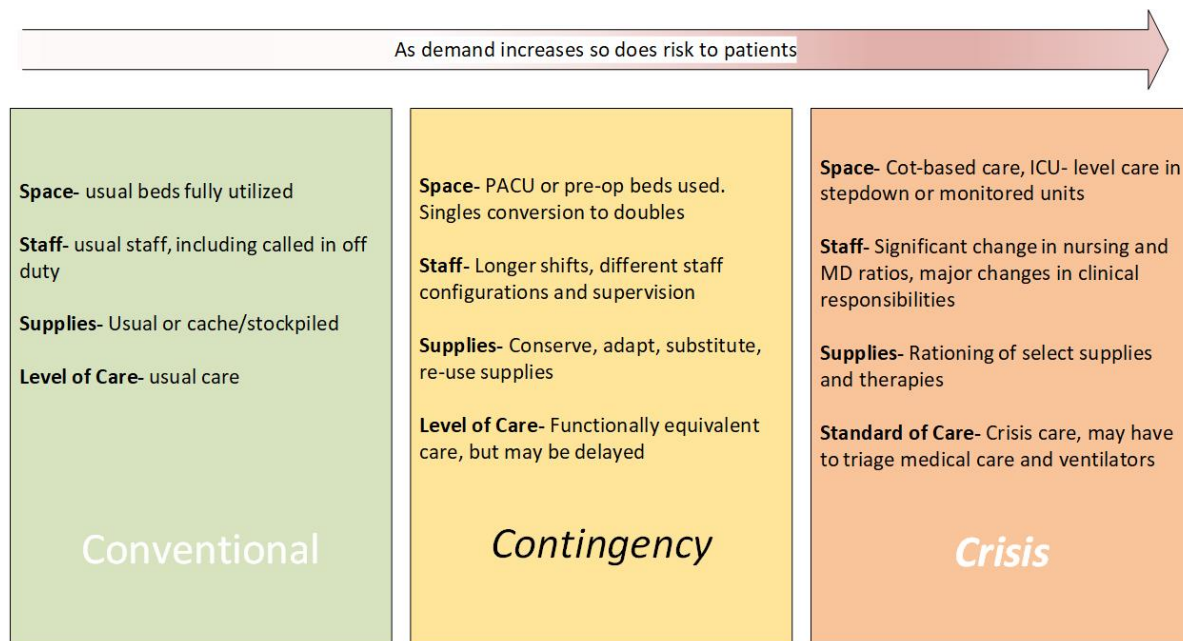 As demand increases so does risk to patients
Space- usual beds fully utilized
Staff- usual staff, including called in off
duty
Supplies- Usual or cache/stockpiled
Level of Care- usual care
Conventional
Space- PACU or pre-op beds used.
Singles conversion to doubles
Staff- Longer shifts, different staff
configurations and supervision
Supplies- Conserve, adapt, substitute,
re-use supplies
Level of Care- Functionally equivalent
care, but may be delayed
Contingency
Space- Cot-based care, ICU- level care in
stepdown or monitored units
Staff- Significant change in nursing and
MD ratios, major changes in clinical
responsibilities
Supplies- Rationing of select supplies
and therapies
Standard of Care- Crisis care, may have
to triage medical care and ventilators
Crisis